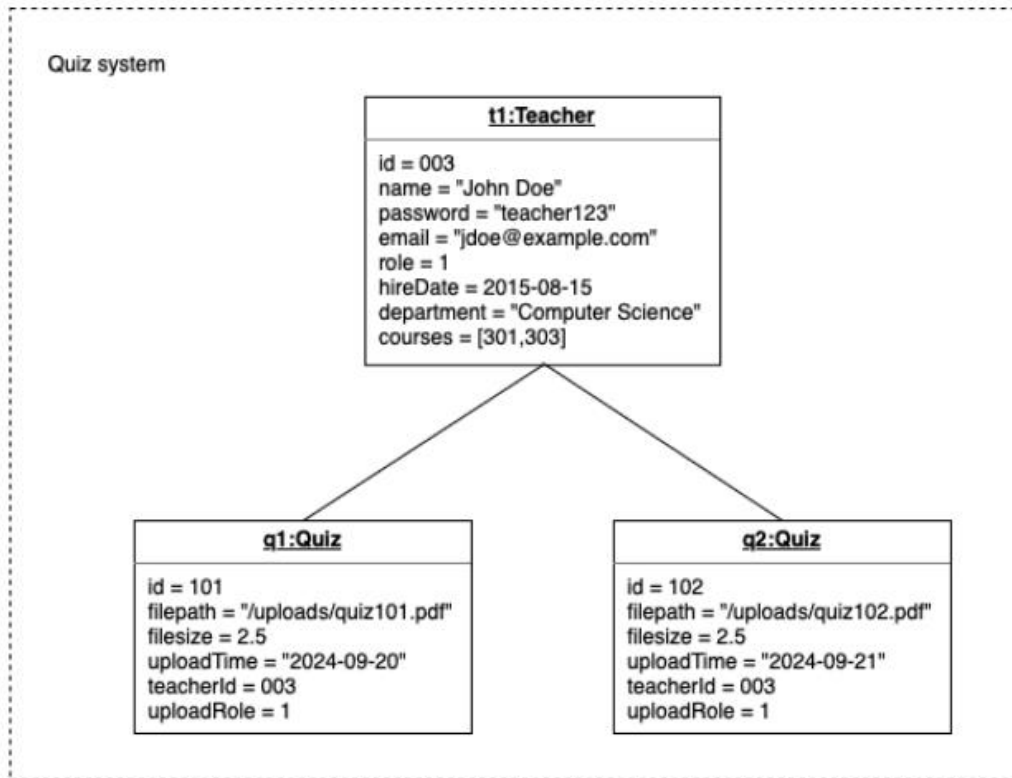 Quiz system
t1:Teacher
id = 003
name = "John Doe"
password = "teacher123"
email = "jdoe@example.com"
role = 1
hireDate = 2015-08-15
department = "Computer Science"
courses = [301,303]
q1:Quiz
id = 101
filepath = "/uploads/quiz101.pdf"
filesize = 2.5
uploadTime = "2024-09-20"
teacherId = 003
uploadRole = 1
q2:Quiz
id = 102
filepath = "/uploads/quiz102.pdf"
filesize = 2.5
uploadTime = "2024-09-21"
teacherId = 003
uploadRole = 1